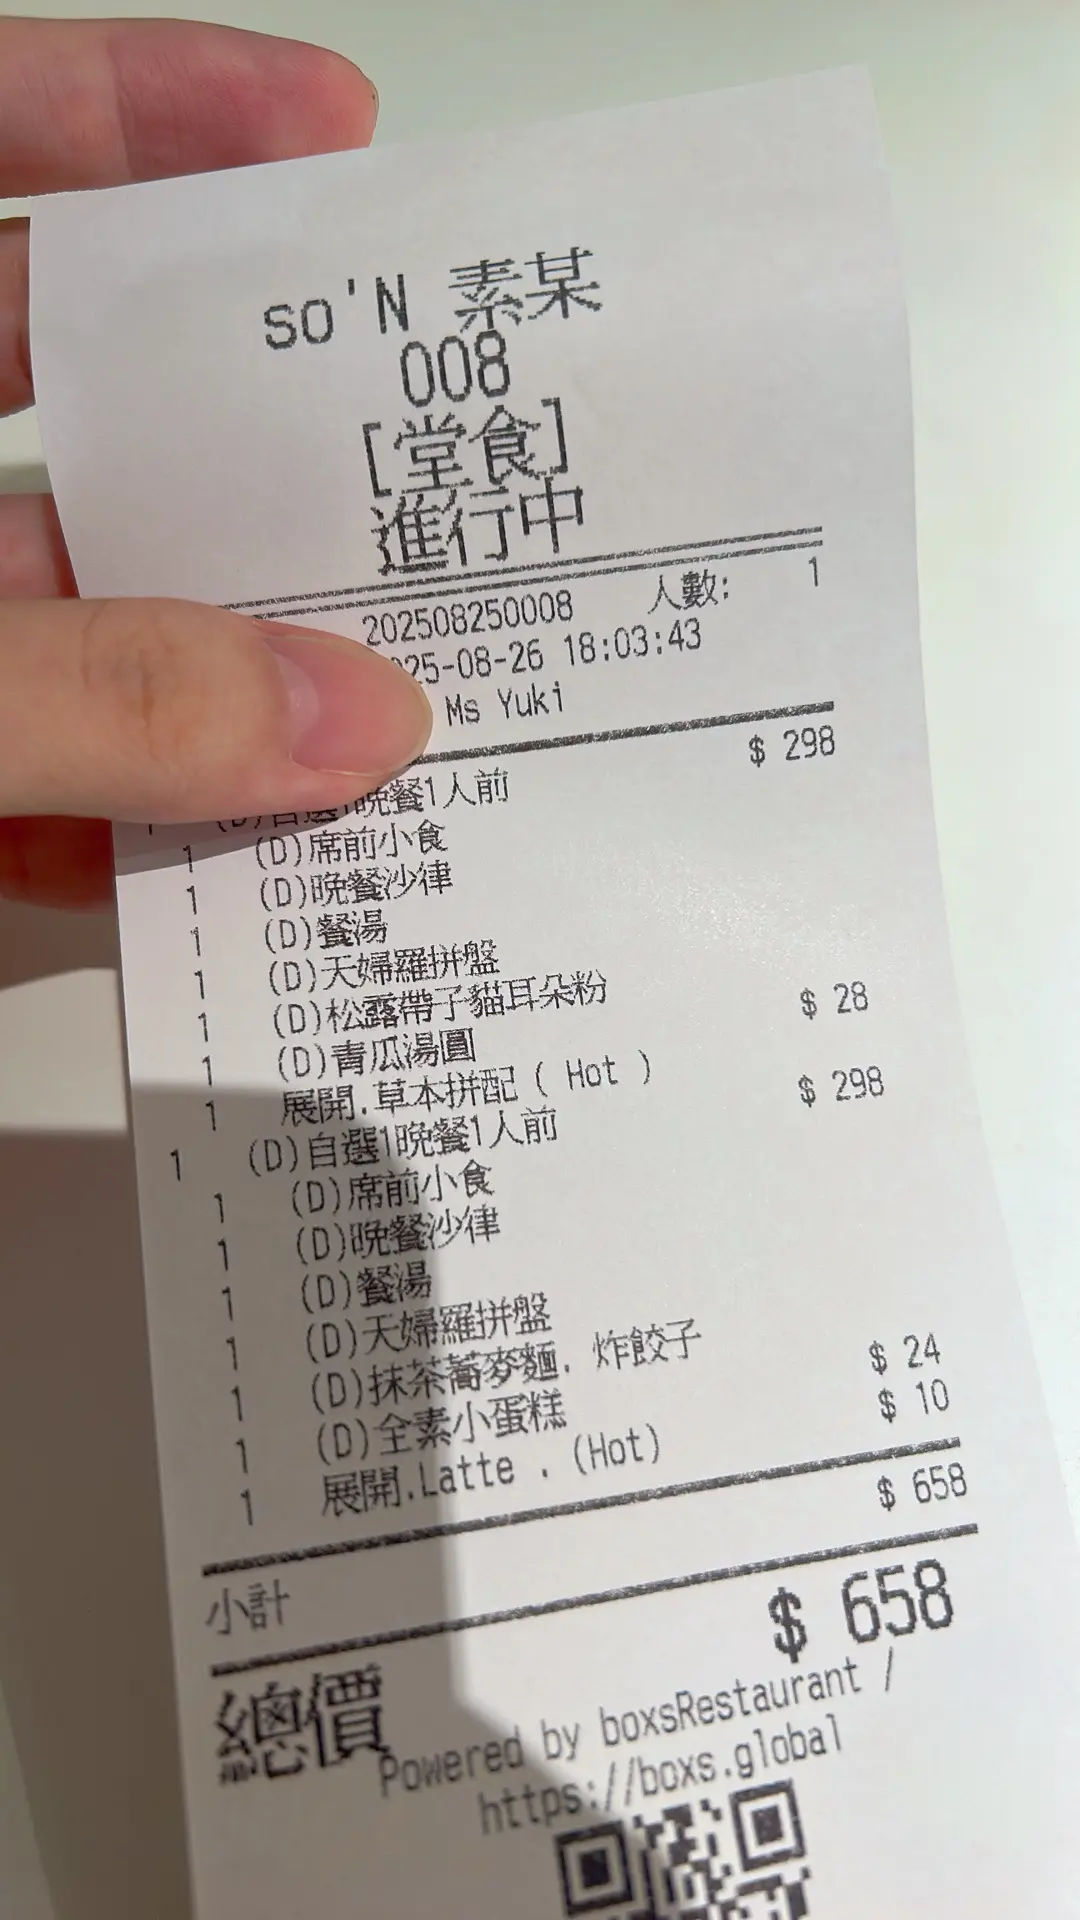 so'N 素某
008
[堂食]
進行中
202508250008 人數: 1
025-08-26 18:03:43
Ms Yuki
1 (D)自選1晚餐1人前 $ 298
1 (D)席前小食
1 (D)晚餐沙律
1 (D)餐湯
1 (D)天婦羅拼盤
1 (D)松露帶子貓耳朵粉
1 (D)青瓜湯圓
1 展開.草本拼配 ( Hot ) $ 28
1 (D)自選1晚餐1人前 $ 298
1 (D)席前小食
1 (D)晚餐沙律
1 (D)餐湯
1 (D)天婦羅拼盤
1 (D)抹茶蕎麥麵. 炸餃子
1 (D)全素小蛋糕 $ 24
1 展開.Latte . (Hot) $ 10
小計 $ 658
總價 $ 658
Powered by boxsRestaurant /
https://boxs.global